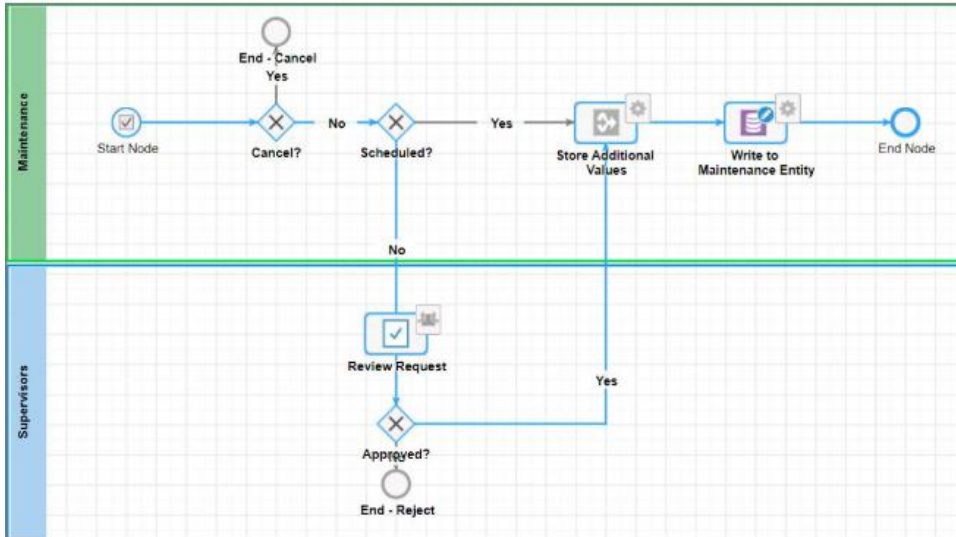 Maintenance
End - Cancel
Yes
Start Node
Cancel?
No
Scheduled?
Yes
Store Additional
Values
Write to
Maintenance Entity
End Node
No
Supervisors
Review Request
Yes
Approved?
No
End - Reject